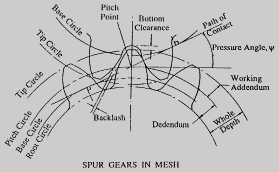 Base Circle
Pitch Point
Bottom Clearance
Path of Contact
Tip Circle
Pressure Angle, ψ
Tip Circle
Working Addendum
Pitch Circle
Base Circle
Root Circle
Backlash
Dedendum
Whole Depth
SPUR GEARS IN MESH